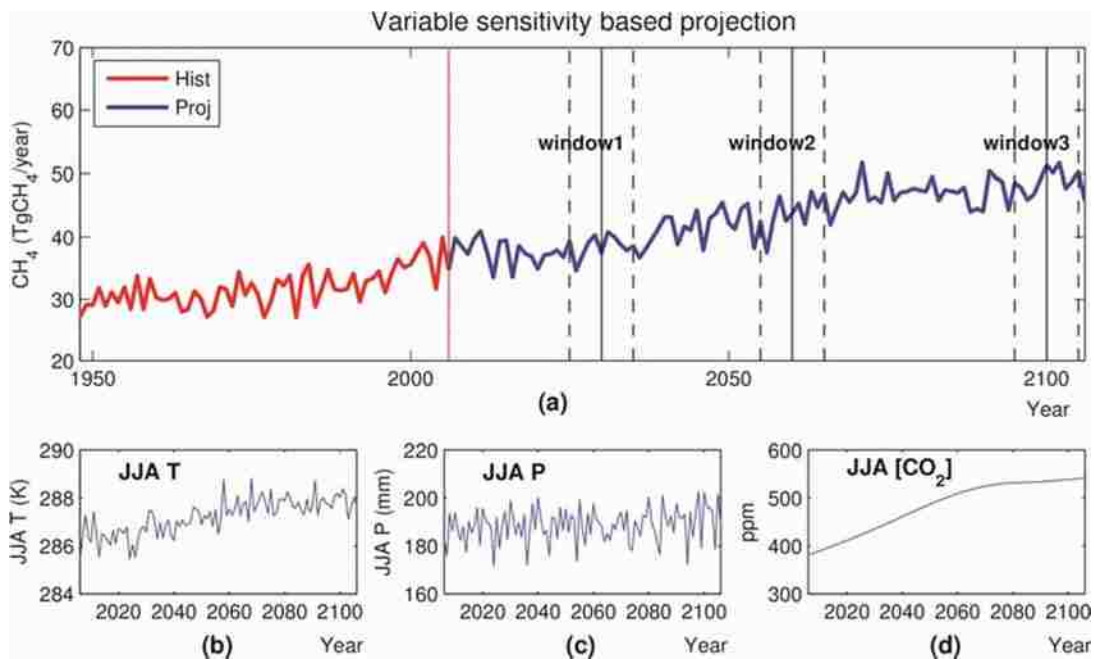 Variable sensitivity based projection
CH4 (TgCH4/year)
70
60
50
40
30
20
Hist
Proj
window1 window2 window3
1950 2000 2050 2100
(a) Year
JJA T (K)
290
288
286
284
JJA T
2020 2040 2060 2080 2100
(b) Year
JJA P (mm)
220
200
180
160
JJA P
2020 2040 2060 2080 2100
(c) Year
ppm
600
500
400
300
JJA [CO2]
2020 2040 2060 2080 2100
(d) Year